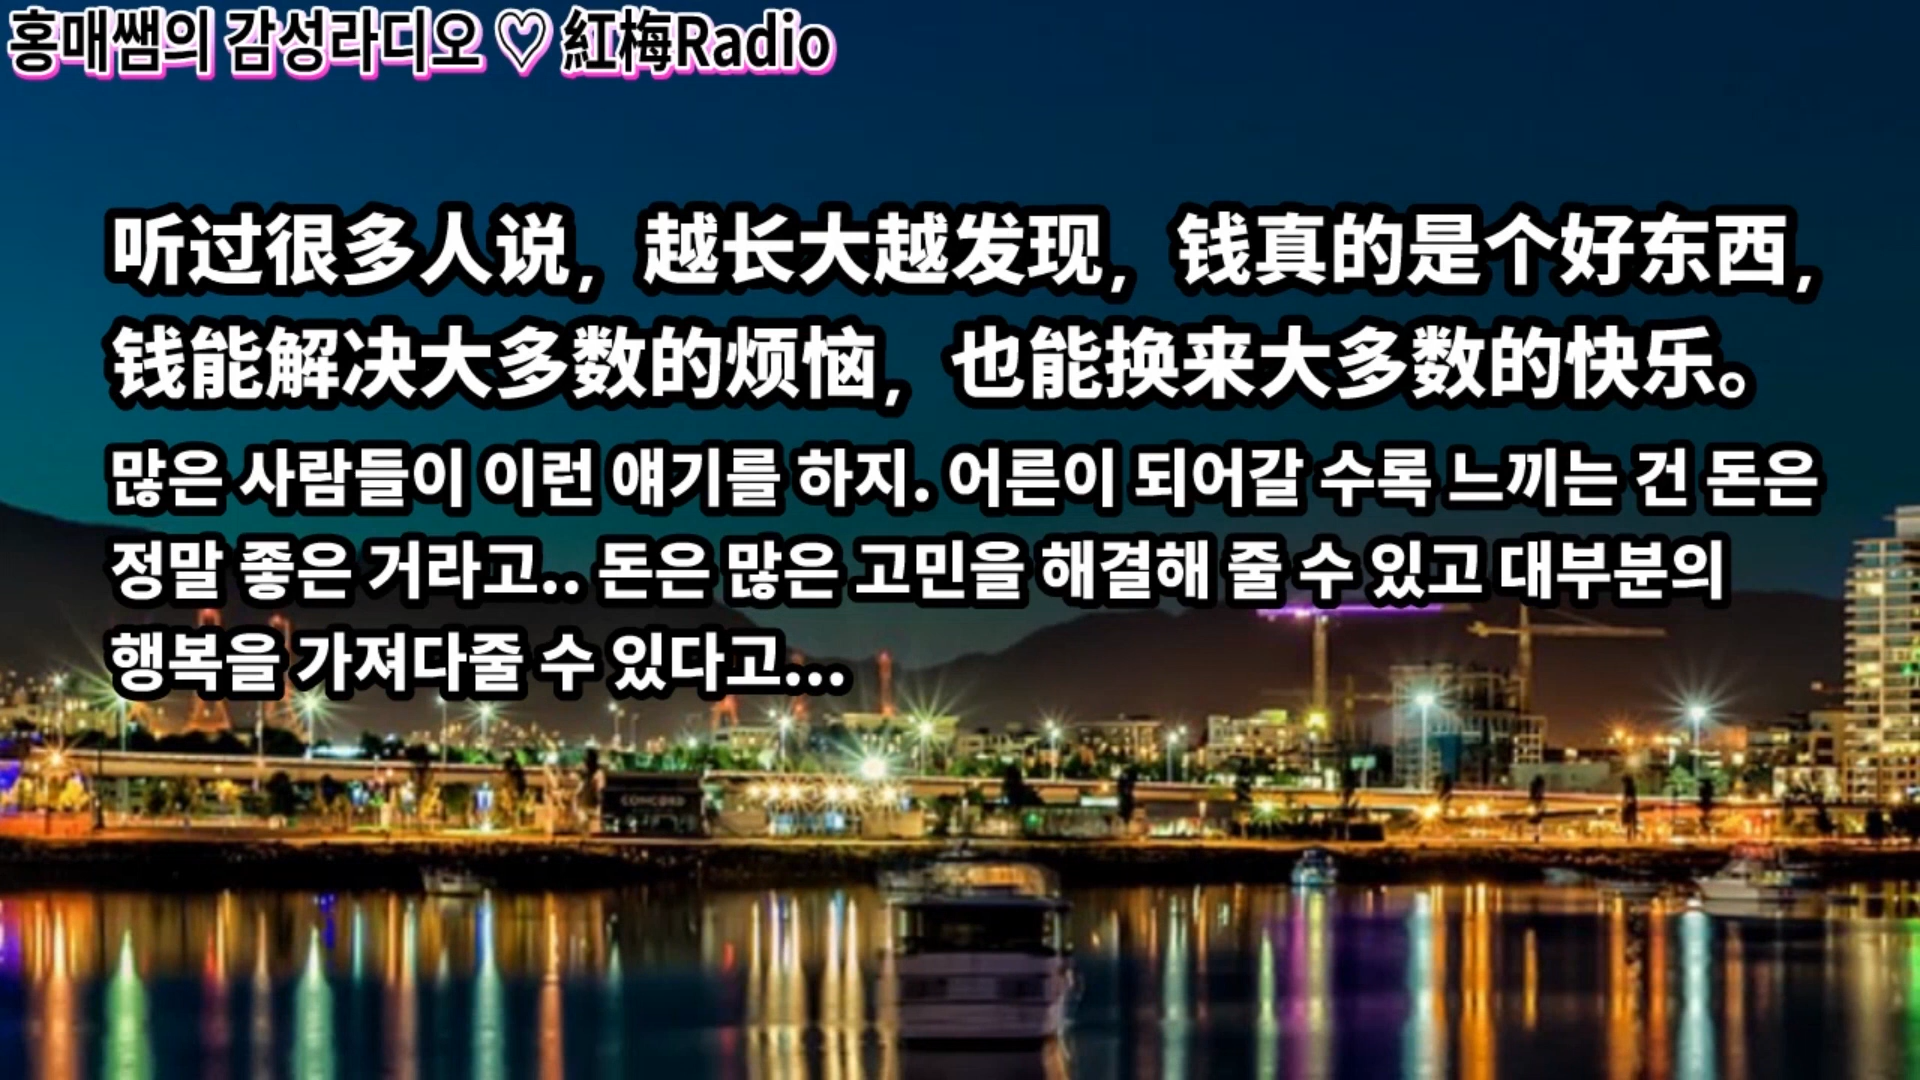 홍매쌤의 감성라디오 ♡ 紅梅Radio
听过很多人说，越长大越发现，钱真的是个好东西，
钱能解决大多数的烦恼，也能换来大多数的快乐。
많은 사람들이 이런 얘기를 하지. 어른이 되어갈 수록 느끼는 건 돈은
정말 좋은 거라고.. 돈은 많은 고민을 해결해 줄 수 있고 대부분의
행복을 가져다줄 수 있다고...
CONCORD